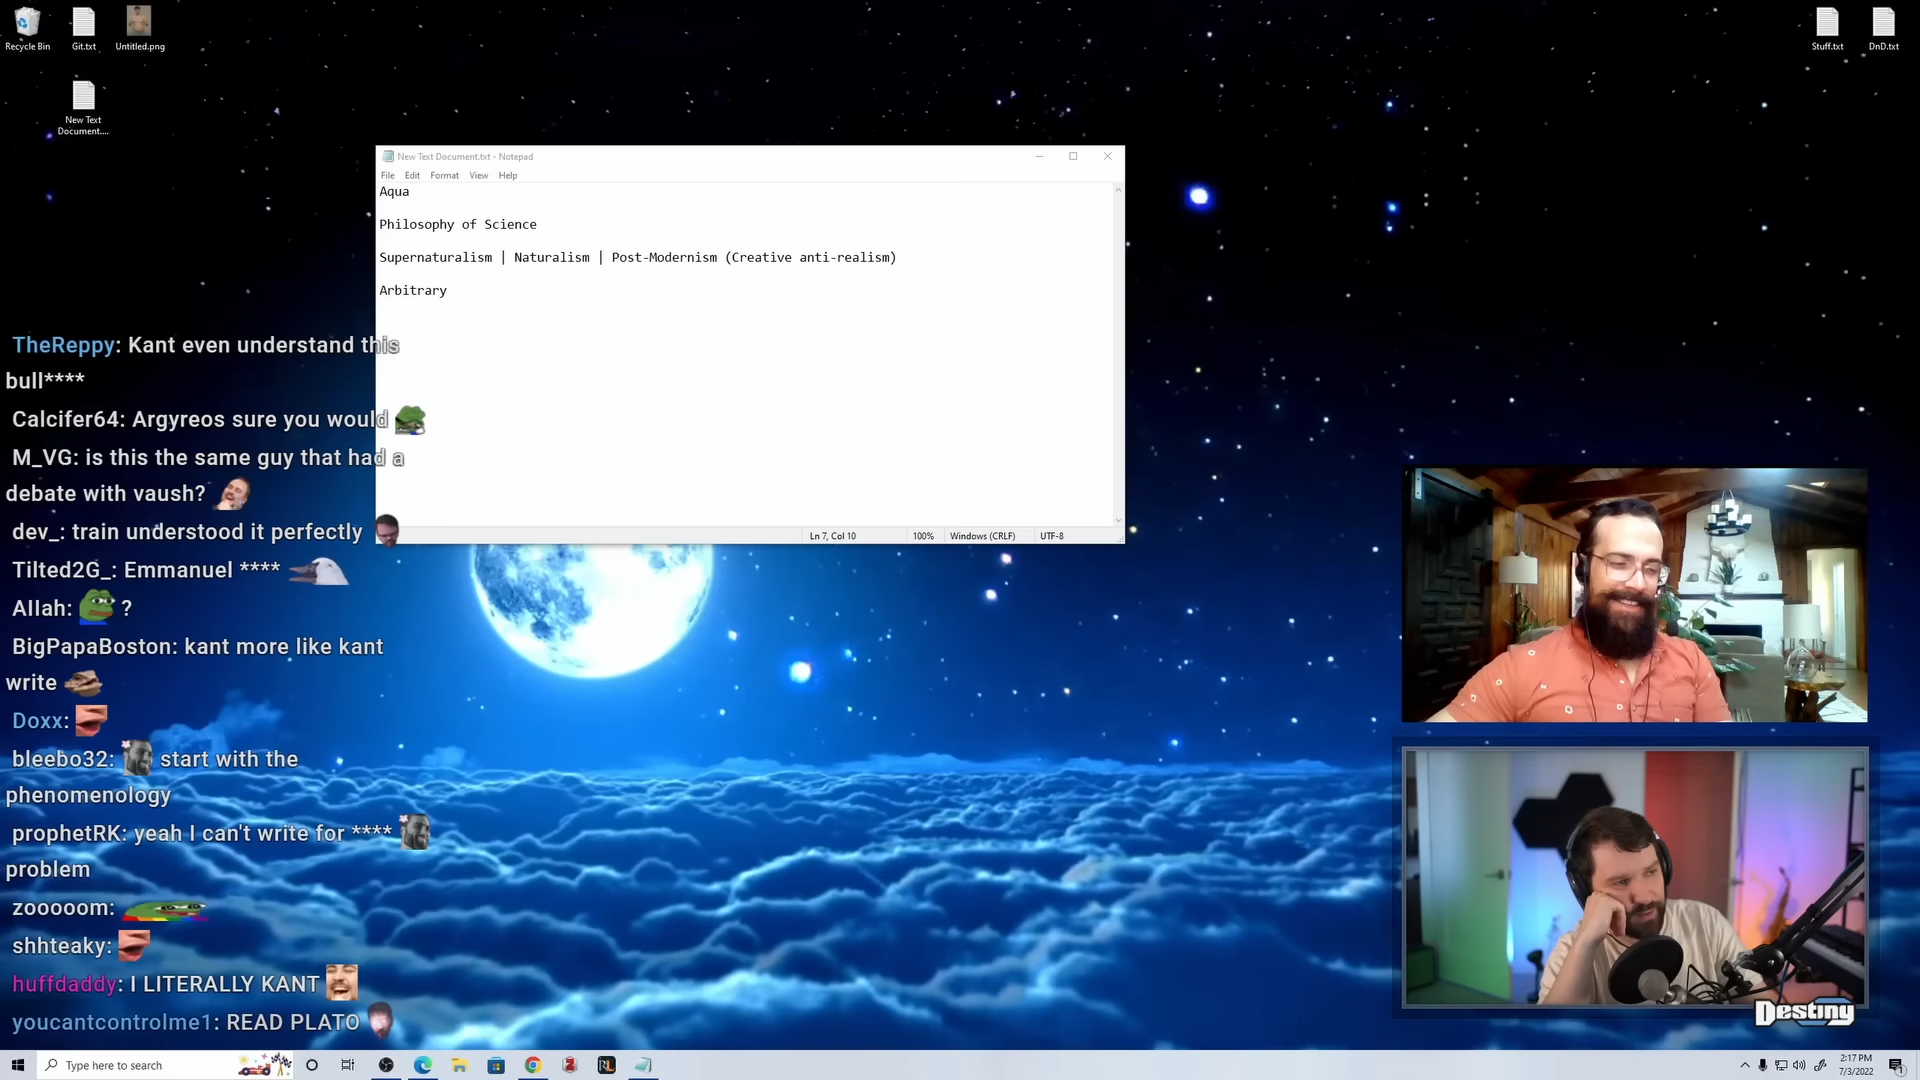 Recycle Bin
Git.txt
Untitled.png
Stuff.txt
DnD.txt
New Text
Document....
New Text Document.txt - Notepad
File Edit Format View Help
Aqua
Philosophy of Science
Supernaturalism | Naturalism | Post-Modernism (Creative anti-realism)
Arbitrary
Ln 7, Col 10 100% Windows (CRLF) UTF-8
TheReppy: Kant even understand this
bull****
Calcifer64: Argyreos sure you would
M_VG: is this the same guy that had a
debate with vaush?
dev_: train understood it perfectly
Tilted2G_: Emmanuel ****
AIIah: ?
BigPapaBoston: kant more like kant
write
Doxx:
bleebo32: start with the
phenomenology
prophetRK: yeah I can't write for ****
problem
zooooom:
shhteaky:
huffdaddy: I LITERALLY KANT
youcantcontrolme1: READ PLATO
Destiny
Type here to search
2:17 PM
7/3/2022